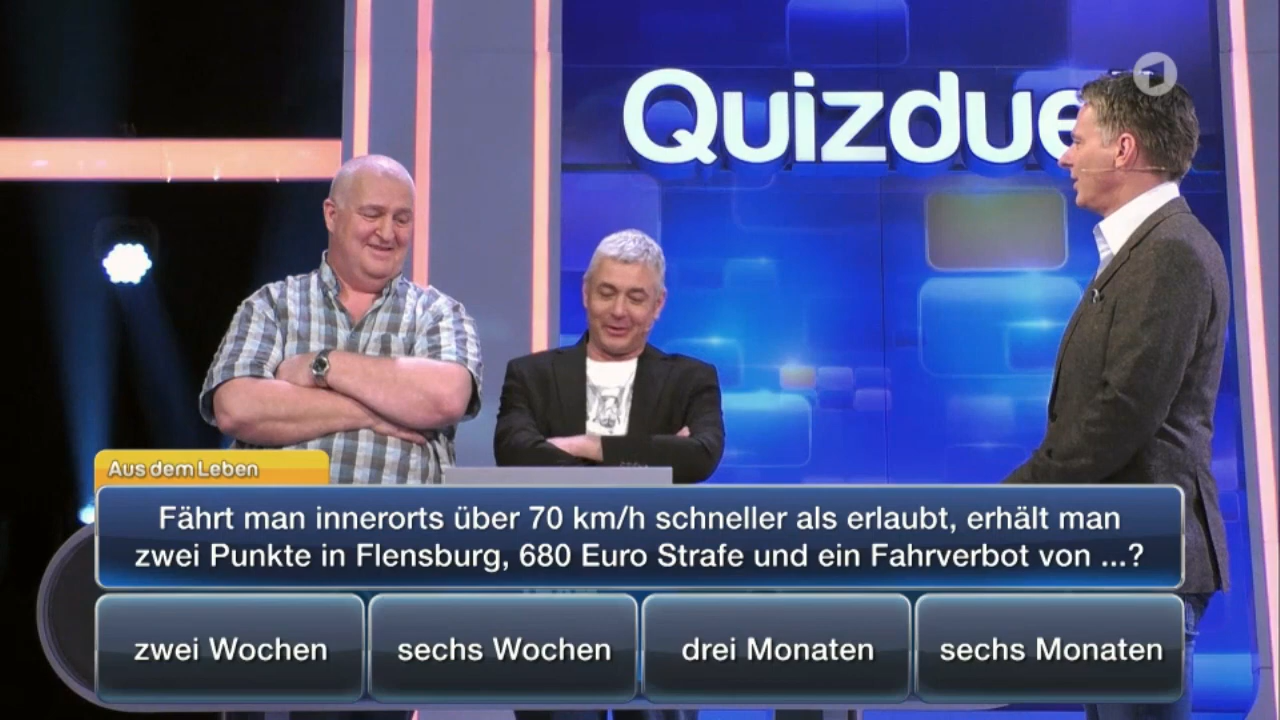 Quizdue
Aus dem Leben
Fährt man innerorts über 70 km/h schneller als erlaubt, erhält man
zwei Punkte in Flensburg, 680 Euro Strafe und ein Fahrverbot von ...?
zwei Wochen
sechs Wochen
drei Monaten
sechs Monaten